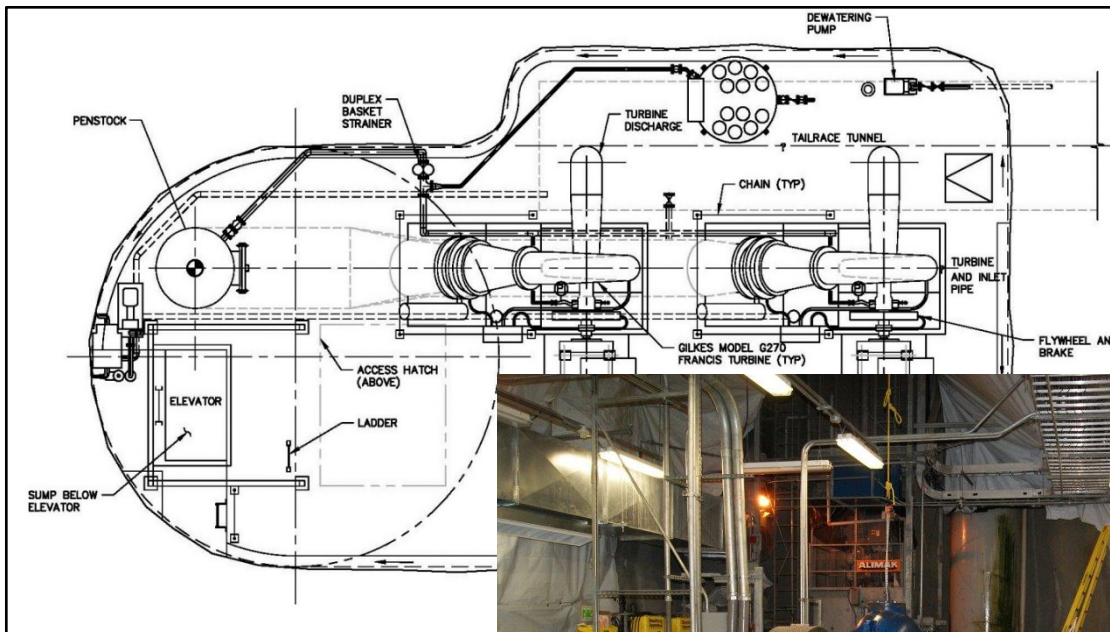 DEWATERING
PUMP
DUPLEX
BASKET
STRAINER
TURBINE
DISCHARGE
PENSTOCK
TAILRACE TUNNEL
?
CHAIN (TYP)
TURBINE
AND INLET
PIPE
GILKES MODEL G270
FRANCIS TURBINE (TYP)
FLYWHEEL AN
BRAKE
ACCESS HATCH
(ABOVE)
ELEVATOR
LADDER
SUMP BELOW
ELEVATOR
ALIMAK